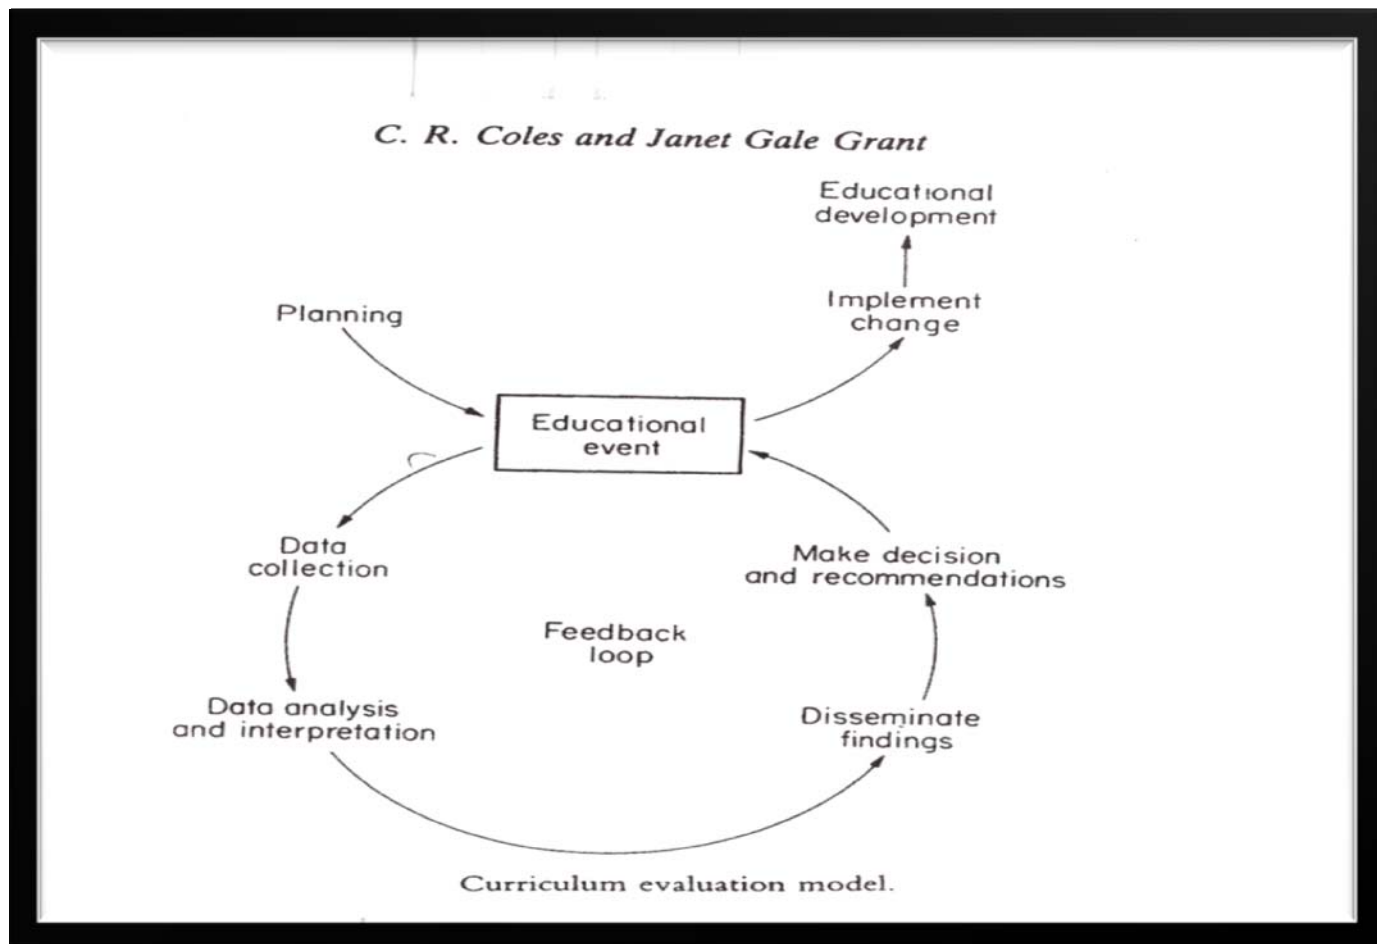 C. R. Coles and Janet Gale Grant
Educational
development
Implement
change
Planning
Educational
event
Data
collection
Make decision
and recommendations
Feedback
loop
Data analysis
and interpretation
Disseminate
findings
Curriculum evaluation model.